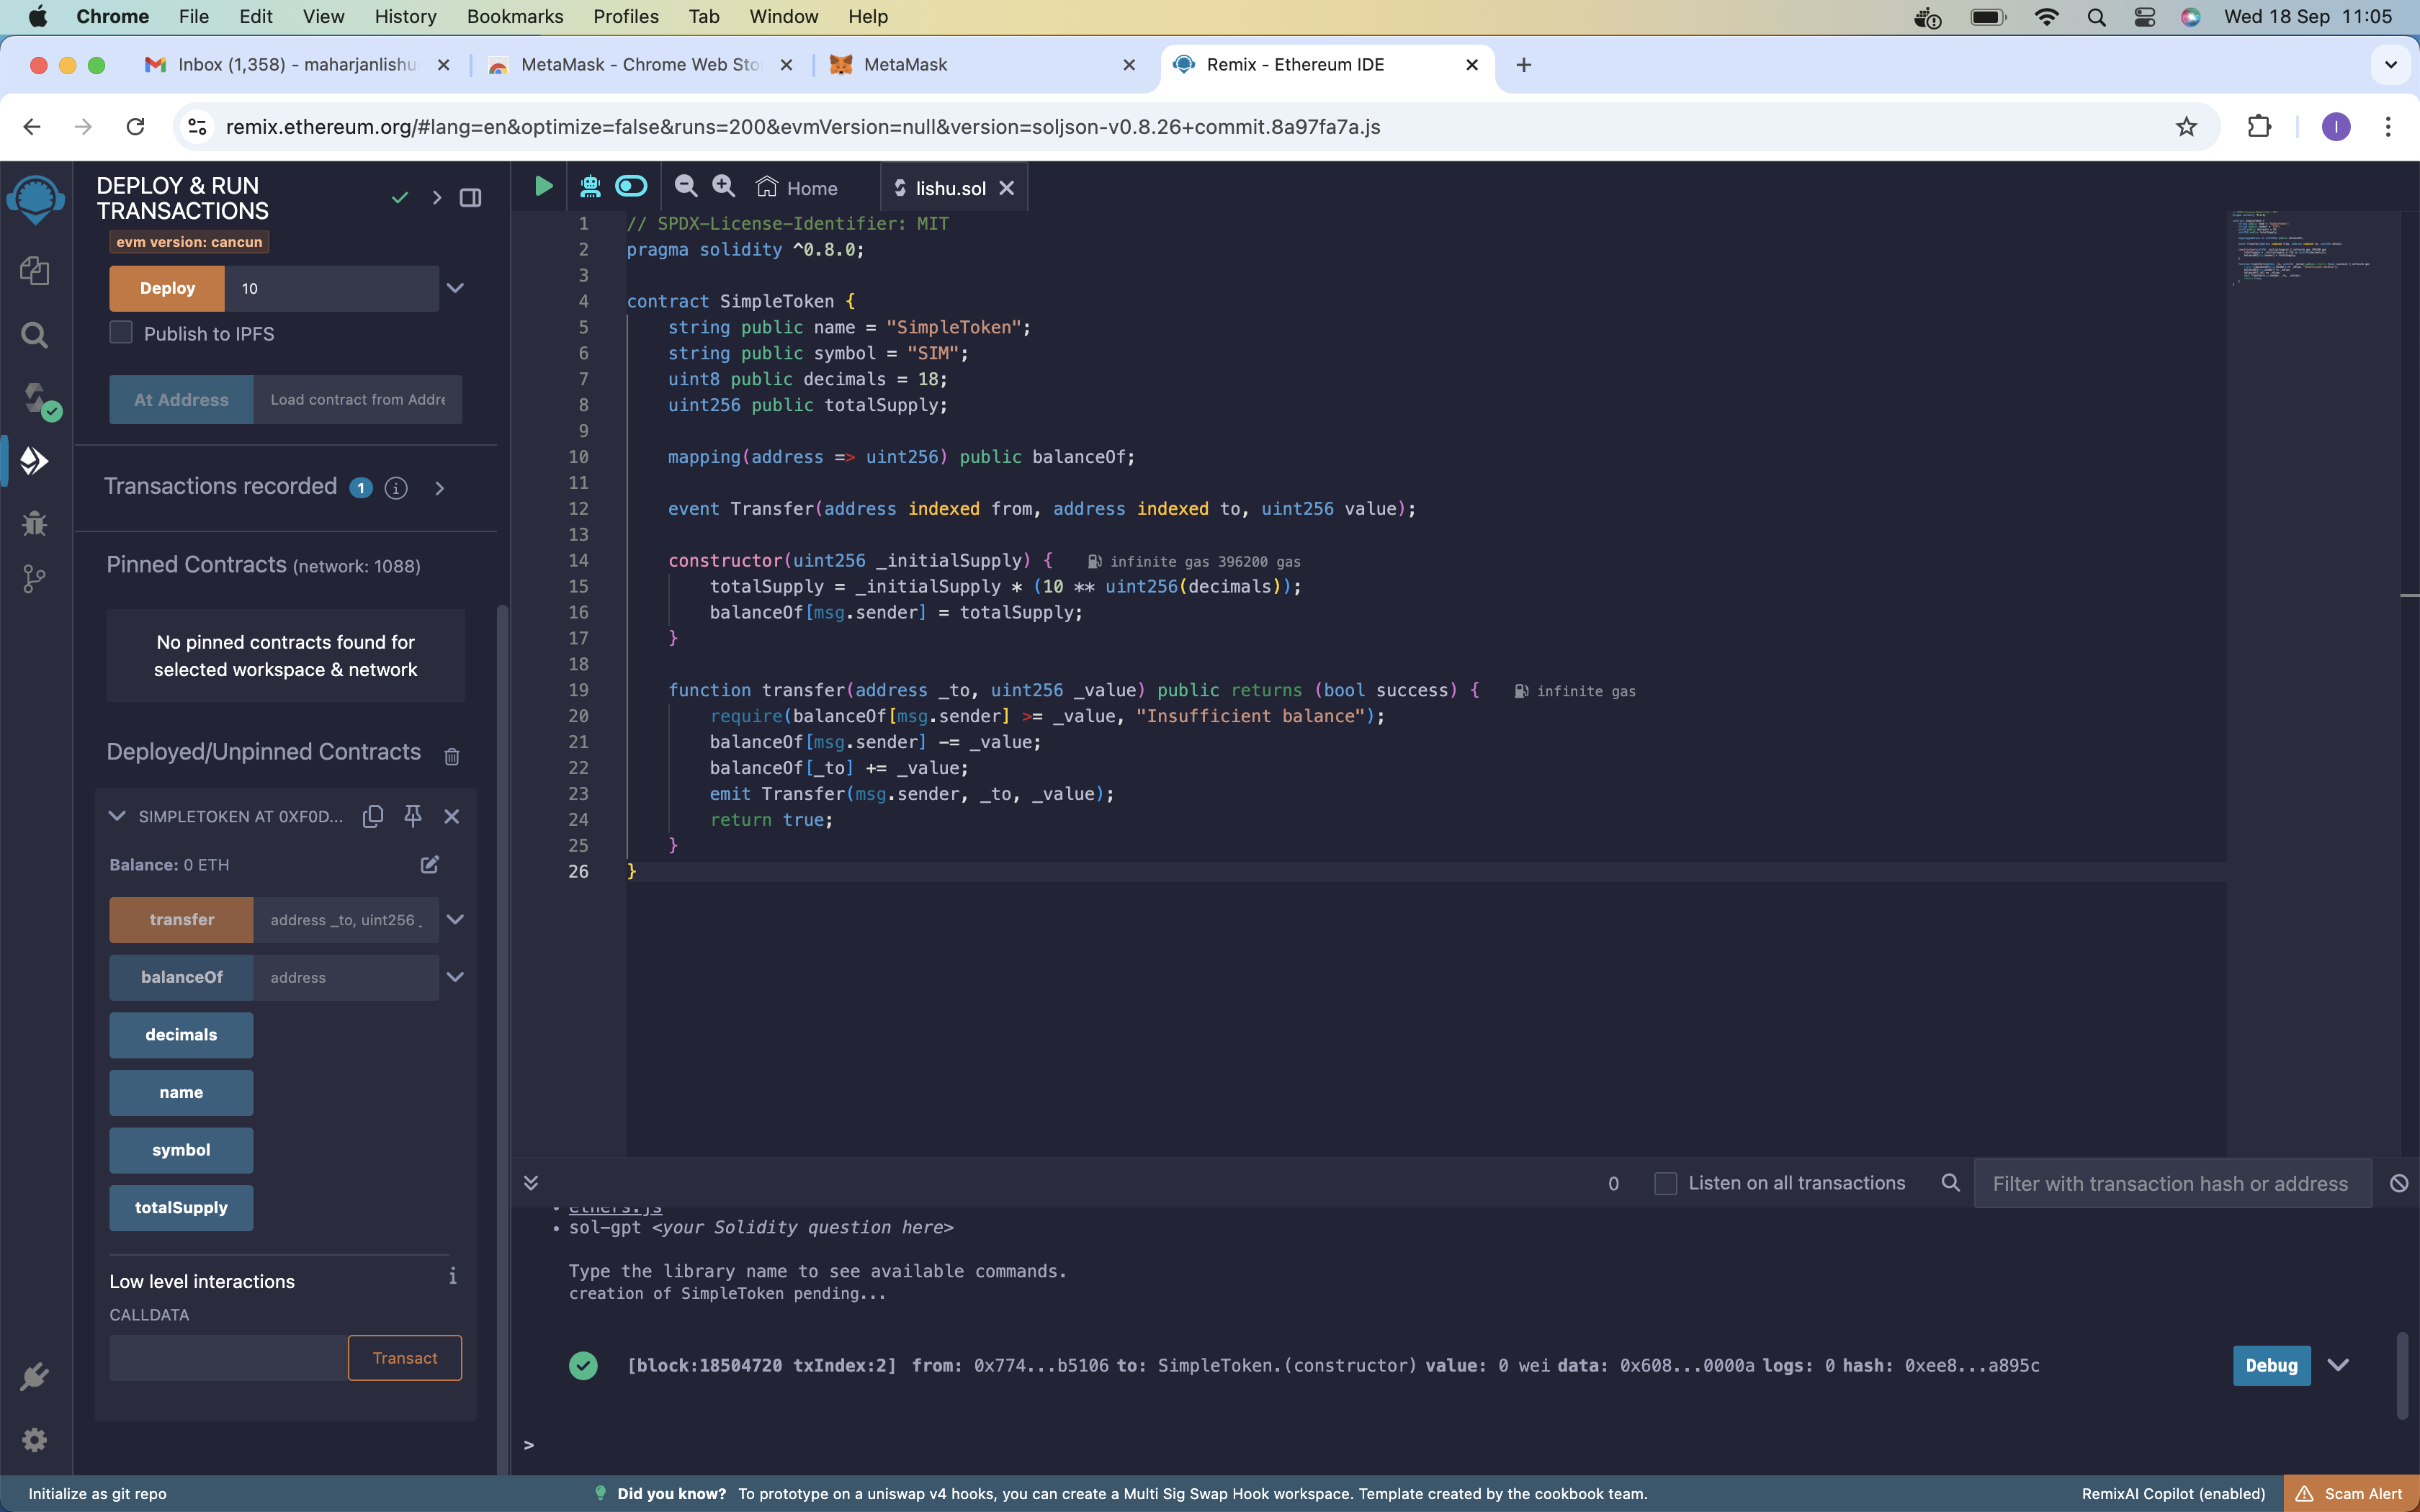 Chrome File Edit View History Bookmarks Profiles Tab Window Help Wed 18 Sep 11:05
Inbox (1,358) - maharjanlishu MetaMask - Chrome Web Sto MetaMask Remix - Ethereum IDE
remix.ethereum.org/#lang=en&optimize=false&runs=200&evmVersion=null&version=soljson-v0.8.26+commit.8a97fa7a.js
I
DEPLOY & RUN
TRANSACTIONS
evm version: cancun
Deploy 10
Publish to IPFS
At Address Load contract from Addre
Transactions recorded 1
Pinned Contracts (network: 1088)
No pinned contracts found for
selected workspace & network
Deployed/Unpinned Contracts
SIMPLETOKEN AT 0XF0D...
Balance: 0 ETH
transfer address _to, uint256 _
balanceOf address
decimals
name
symbol
totalSupply
Low level interactions
CALLDATA
Transact
Home lishu.sol
1 // SPDX-License-Identifier: MIT
2 pragma solidity ^0.8.0;
3
4 contract SimpleToken {
5 string public name = "SimpleToken";
6 string public symbol = "SIM";
7 uint8 public decimals = 18;
8 uint256 public totalSupply;
9
10 mapping(address => uint256) public balanceOf;
11
12 event Transfer(address indexed from, address indexed to, uint256 value);
13
14 constructor(uint256 _initialSupply) { infinite gas 396200 gas
15 totalSupply = _initialSupply * (10 ** uint256(decimals));
16 balanceOf[msg.sender] = totalSupply;
17 }
18
19 function transfer(address _to, uint256 _value) public returns (bool success) { infinite gas
20 require(balanceOf[msg.sender] >= _value, "Insufficient balance");
21 balanceOf[msg.sender] -= _value;
22 balanceOf[_to] += _value;
23 emit Transfer(msg.sender, _to, _value);
24 return true;
25 }
26 }
0 Listen on all transactions Filter with transaction hash or address
• ethers.js
• sol-gpt <your Solidity question here>
Type the library name to see available commands.
creation of SimpleToken pending...
[block:18504720 txIndex:2] from: 0x774...b5106 to: SimpleToken.(constructor) value: 0 wei data: 0x608...0000a logs: 0 hash: 0xee8...a895c
Debug
>
Initialize as git repo
Did you know? To prototype on a uniswap v4 hooks, you can create a Multi Sig Swap Hook workspace. Template created by the cookbook team.
RemixAI Copilot (enabled)
Scam Alert